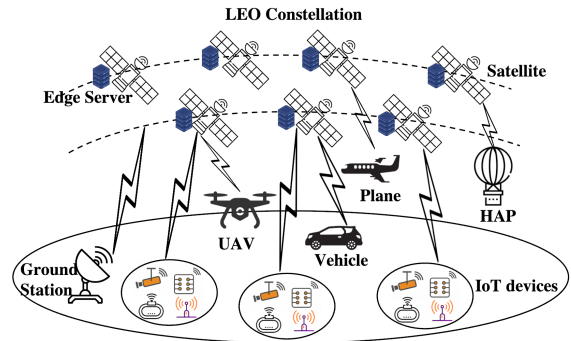 LEO Constellation
Satellite
Edge Server
Plane
HAP
UAV
Vehicle
Ground
Station
IoT devices